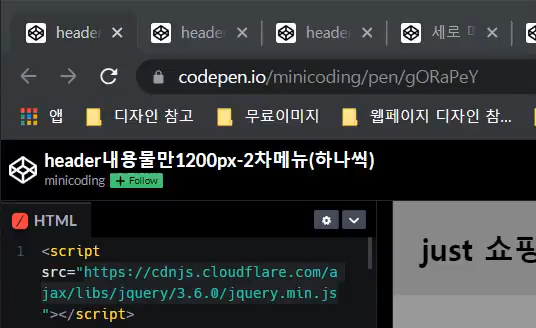 header
header
header
세로
codepen.io/minicoding/pen/gORaPeY
앱 디자인 참고 무료이미지 웹페이지 디자인 참...
header내용물만1200px-2차메뉴(하나씩)
minicoding + Follow
HTML
just 쇼핑
1 <script
src="https://cdnjs.cloudflare.com/a
jax/libs/jquery/3.6.0/jquery.min.js
"></script>